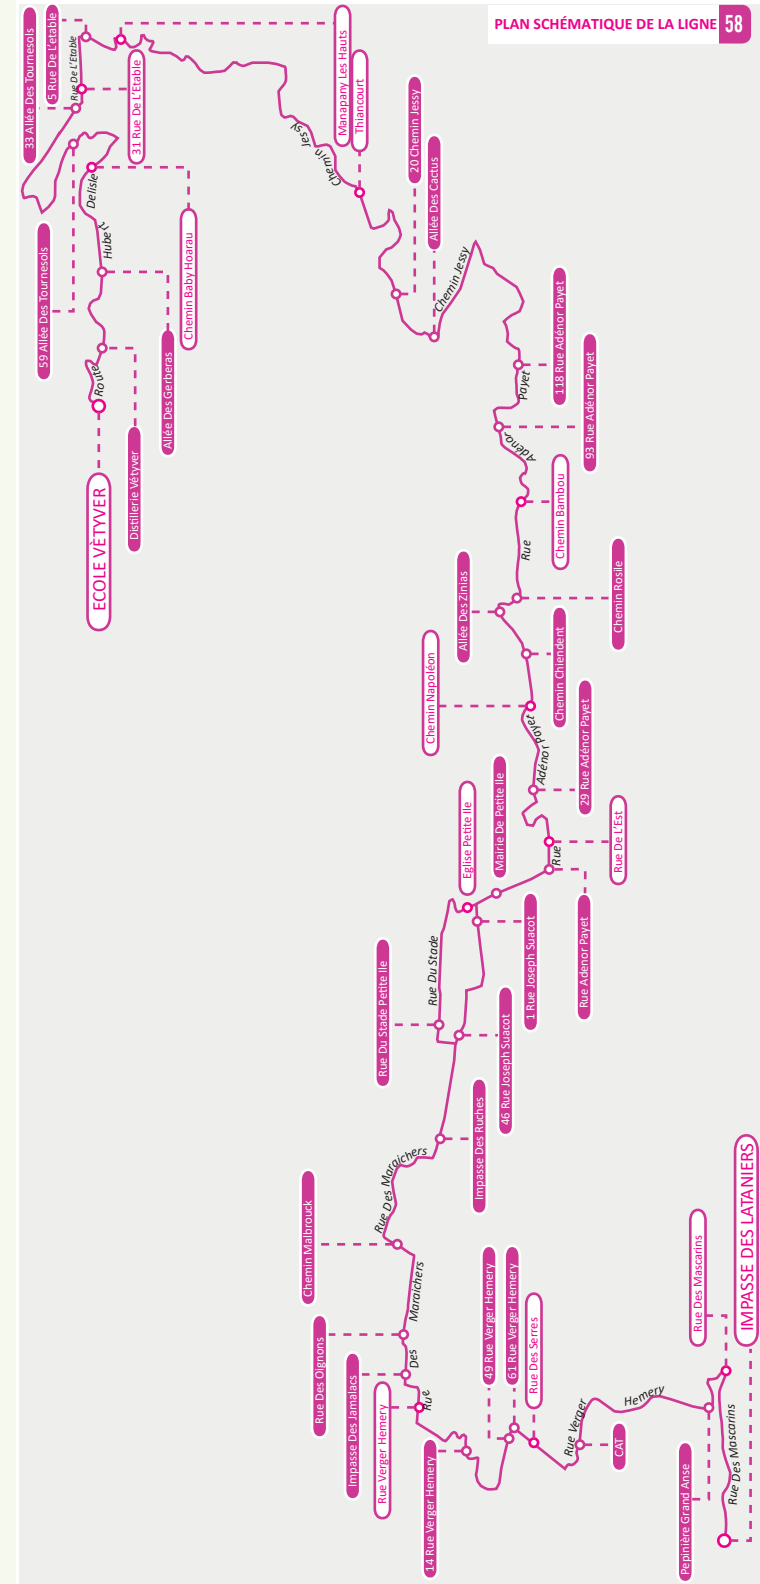 PLAN SCHÉMATIQUE DE LA LIGNE 58
33 Allée Des Tournesols
5 Rue De L'etable
Rue De L'Etable
31 Rue De L'Etable
Manapany Les Hauts
Thiancourt
Chemin Jessy
20 Chemin Jessy
Allée Des Cactus
Chemin Jessy
59 Allée Des Tournesols
Chemin Baby Hoarau
Route Hubert Delisle
Allée Des Gerberas
Distillerie Vétyver
ECOLE VÈTYVER
118 Rue Adénor Payet
93 Rue Adénor Payet
Rue Adénor Payet
Chemin Bambou
Chemin Rosile
Allée Des Zinias
Chemin Chiendent
Chemin Napoléon
29 Rue Adénor Payet
Rue Adénor Payet
Rue De L'Est
Rue Adenor Payet
Mairie De Petite Ile
Eglise Petite Ile
1 Rue Joseph Suacot
Rue Du Stade
Rue Du Stade Petite Ile
46 Rue Joseph Suacot
Impasse Des Ruches
Rue Des Maraichers
Chemin Malbrouck
Rue Des Maraichers
Rue Des Oignons
Impasse Des Jamalacs
Rue Verger Hemery
14 Rue Verger Hemery
49 Rue Verger Hemery
61 Rue Verger Hemery
Rue Des Serres
Rue Verger Hemery
CAT
Pepinière Grand Anse
Rue Des Mascarins
Rue Des Mascarins
IMPASSE DES LATANIERS